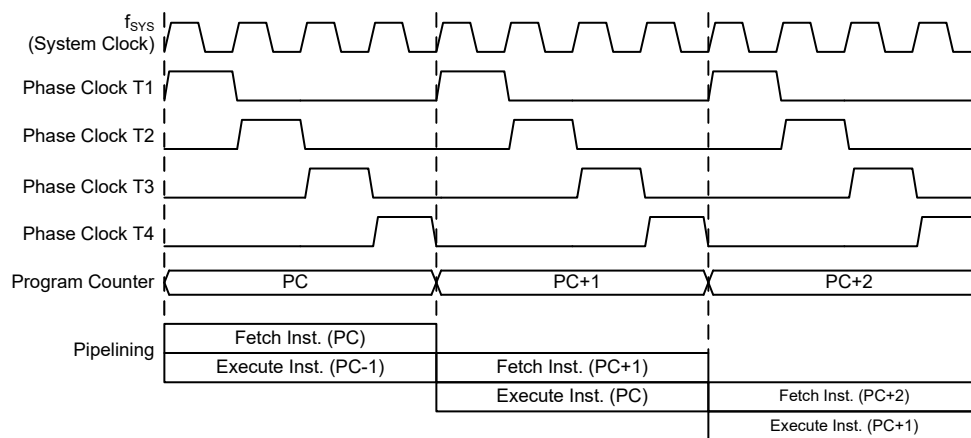 fSYS
(System Clock)
Phase Clock T1
Phase Clock T2
Phase Clock T3
Phase Clock T4
Program Counter PC PC+1 PC+2
Pipelining
Fetch Inst. (PC)
Execute Inst. (PC-1) Fetch Inst. (PC+1)
Execute Inst. (PC) Fetch Inst. (PC+2)
Execute Inst. (PC+1)